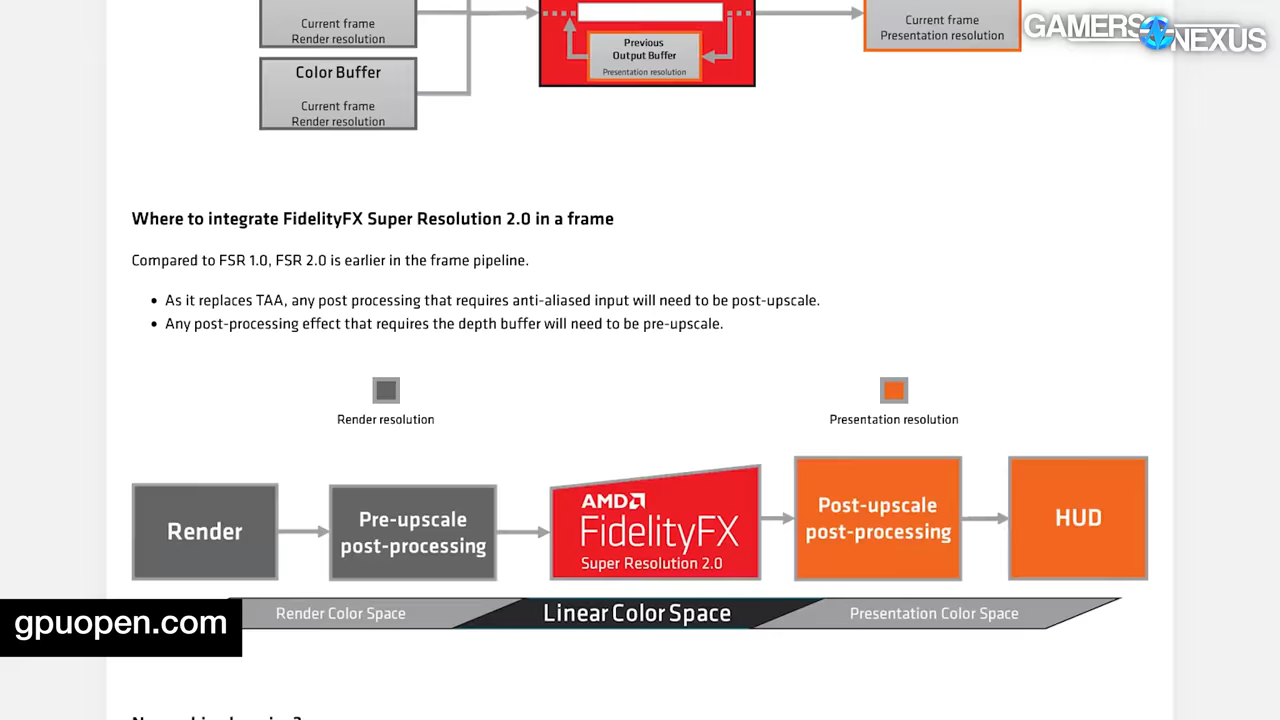 Current frame
Render resolution
Color Buffer
Current frame
Render resolution
Previous
Output Buffer
Presentation resolution
Current frame
Presentation resolution
GAMERS NEXUS
Where to integrate FidelityFX Super Resolution 2.0 in a frame
Compared to FSR 1.0, FSR 2.0 is earlier in the frame pipeline.
• As it replaces TAA, any post processing that requires anti-aliased input will need to be post-upscale.
• Any post-processing effect that requires the depth buffer will need to be pre-upscale.
Render resolution
Presentation resolution
Render
Pre-upscale
post-processing
AMD
FidelityFX
Super Resolution 2.0
Post-upscale
post-processing
HUD
Render Color Space
Linear Color Space
Presentation Color Space
gpuopen.com